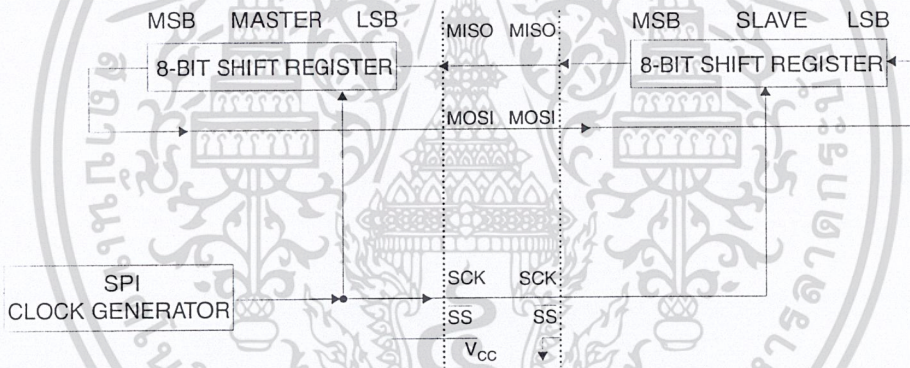 MSB MASTER LSB MISO MISO MSB SLAVE LSB
8-BIT SHIFT REGISTER 8-BIT SHIFT REGISTER
MOSI MOSI
SPI
CLOCK GENERATOR
SCK SCK
SS SS
VCC